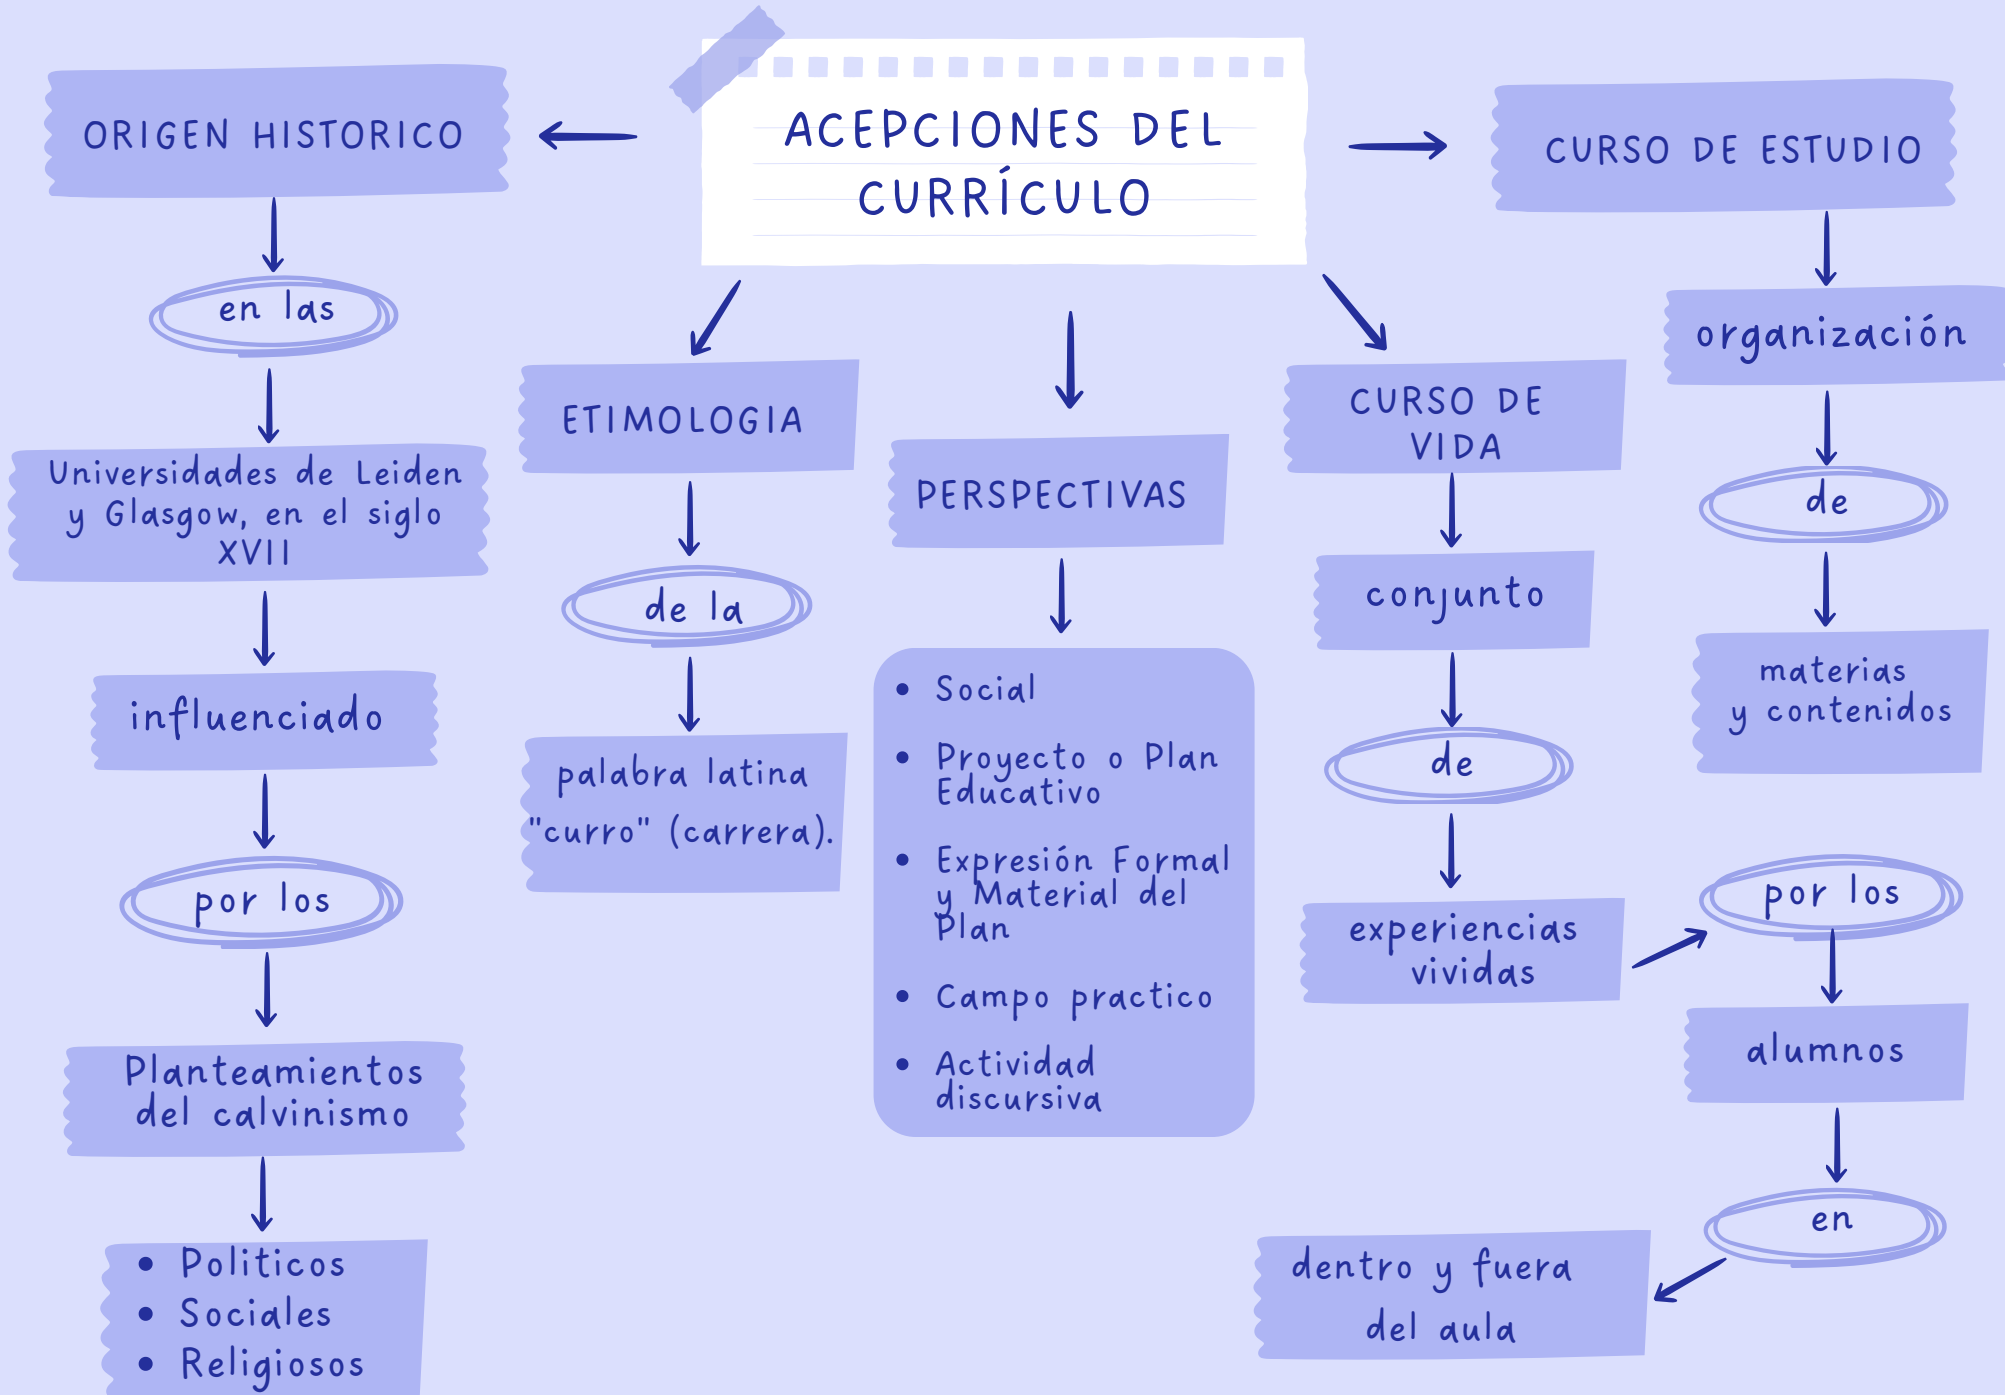 ACEPCIONES DEL
CURRÍCULO
ORIGEN HISTORICO
en las
Universidades de Leiden
y Glasgow, en el siglo
XVII
influenciado
por los
Planteamientos
del calvinismo
Politicos
Sociales
Religiosos
ETIMOLOGIA
de la
palabra latina
"curro" (carrera).
PERSPECTIVAS
Social
Proyecto o Plan
Educativo
Expresión Formal
y Material del
Plan
Campo practico
Actividad
discursiva
CURSO DE
VIDA
conjunto
de
experiencias
vividas
por los
alumnos
en
dentro y fuera
del aula
CURSO DE ESTUDIO
organización
de
materias
y contenidos